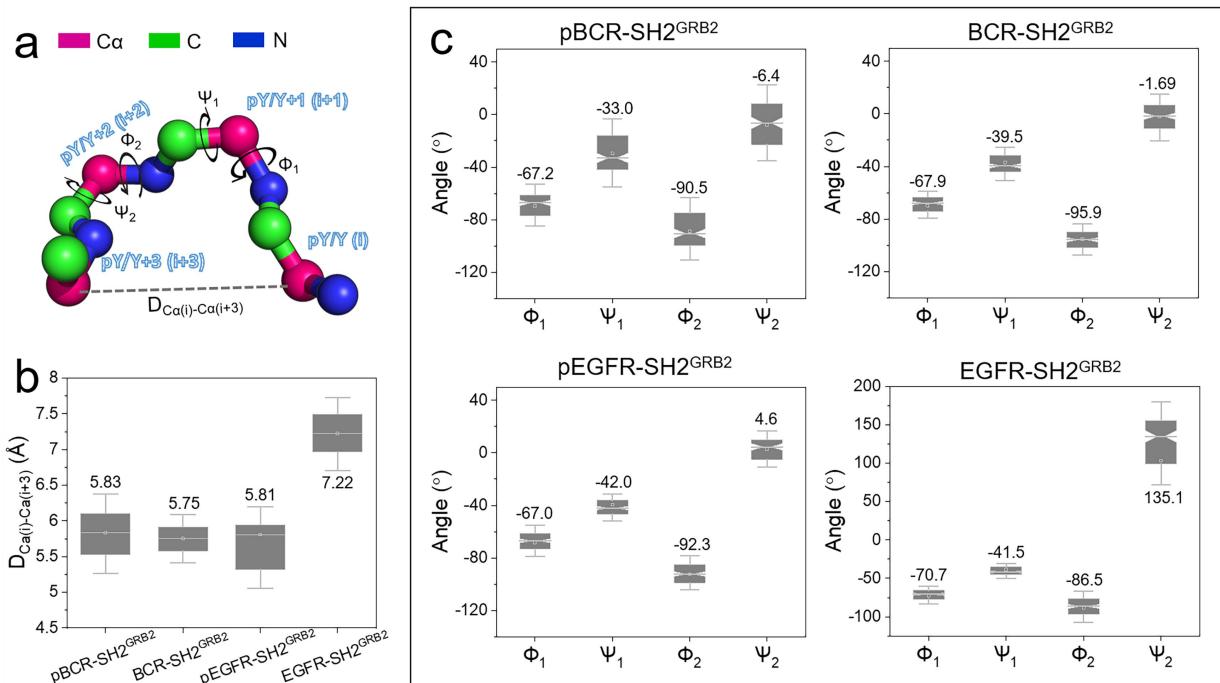 a
Cα C N
pY/Y+2 (i+2)
Ψ1
pY/Y+1 (i+1)
Φ2
Φ1
Ψ2
pY/Y (i)
pY/Y+3 (i+3)
DCα(i)-Cα(i+3)
b
DCa(i)-Ca(i+3) (Å)
8
7.5
7
6.5
6
5.5
5
4.5
5.83
5.75
5.81
7.22
pBCR-SH2GRB2
BCR-SH2GRB2
pEGFR-SH2GRB2
EGFR-SH2GRB2
c
pBCR-SH2GRB2
Angle (°)
40
0
-40
-80
-120
-67.2
-33.0
-90.5
-6.4
Φ1 Ψ1 Φ2 Ψ2
BCR-SH2GRB2
Angle (°)
40
0
-40
-80
-120
-67.9
-39.5
-95.9
-1.69
Φ1 Ψ1 Φ2 Ψ2
pEGFR-SH2GRB2
Angle (°)
40
0
-40
-80
-120
-67.0
-42.0
-92.3
4.6
Φ1 Ψ1 Φ2 Ψ2
EGFR-SH2GRB2
Angle (°)
200
150
100
50
0
-50
-100
-70.7
-41.5
-86.5
135.1
Φ1 Ψ1 Φ2 Ψ2